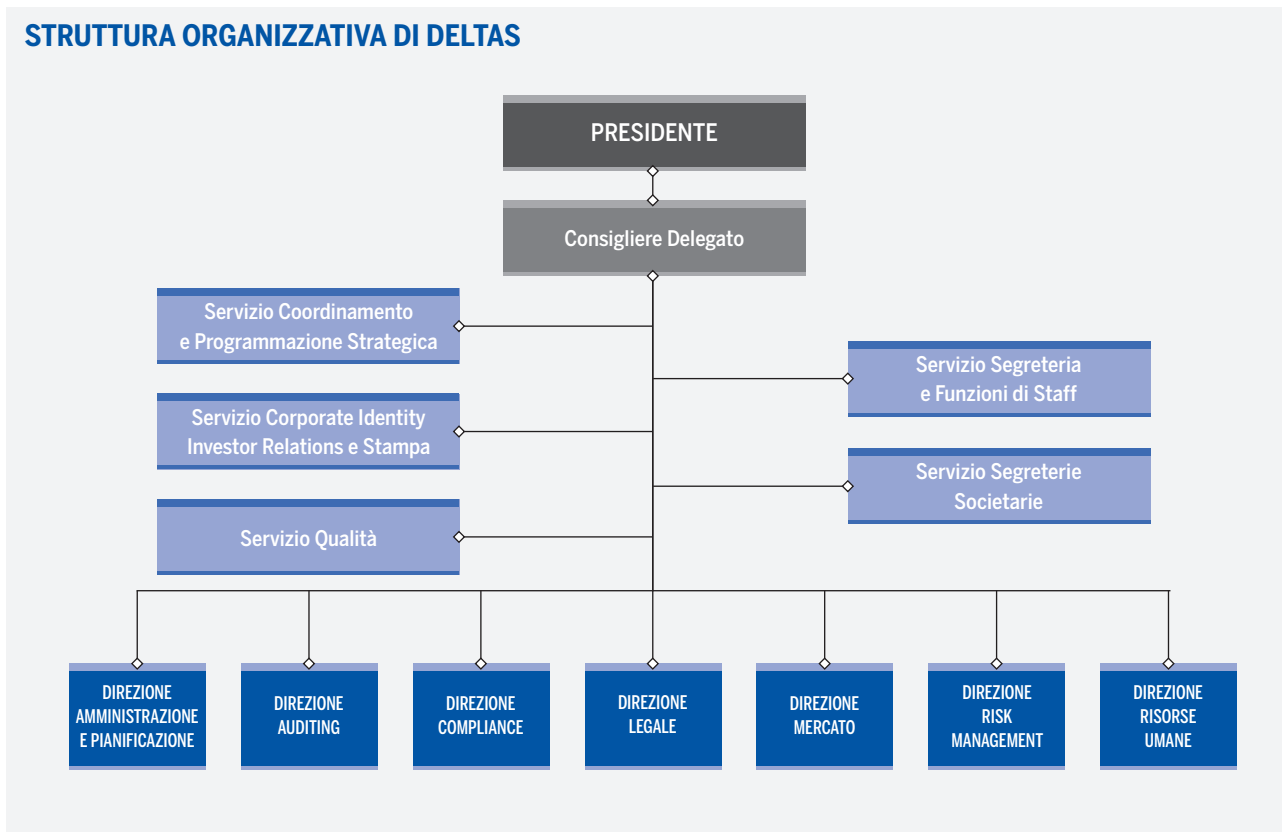 STRUTTURA ORGANIZZATIVA DI DELTAS
PRESIDENTE
Consigliere Delegato
Servizio Coordinamento
e Programmazione Strategica
Servizio Segreteria
e Funzioni di Staff
Servizio Corporate Identity
Investor Relations e Stampa
Servizio Segreterie
Societarie
Servizio Qualità
DIREZIONE
AMMINISTRAZIONE
E PIANIFICAZIONE
DIREZIONE
AUDITING
DIREZIONE
COMPLIANCE
DIREZIONE
LEGALE
DIREZIONE
MERCATO
DIREZIONE
RISK
MANAGEMENT
DIREZIONE
RISORSE
UMANE